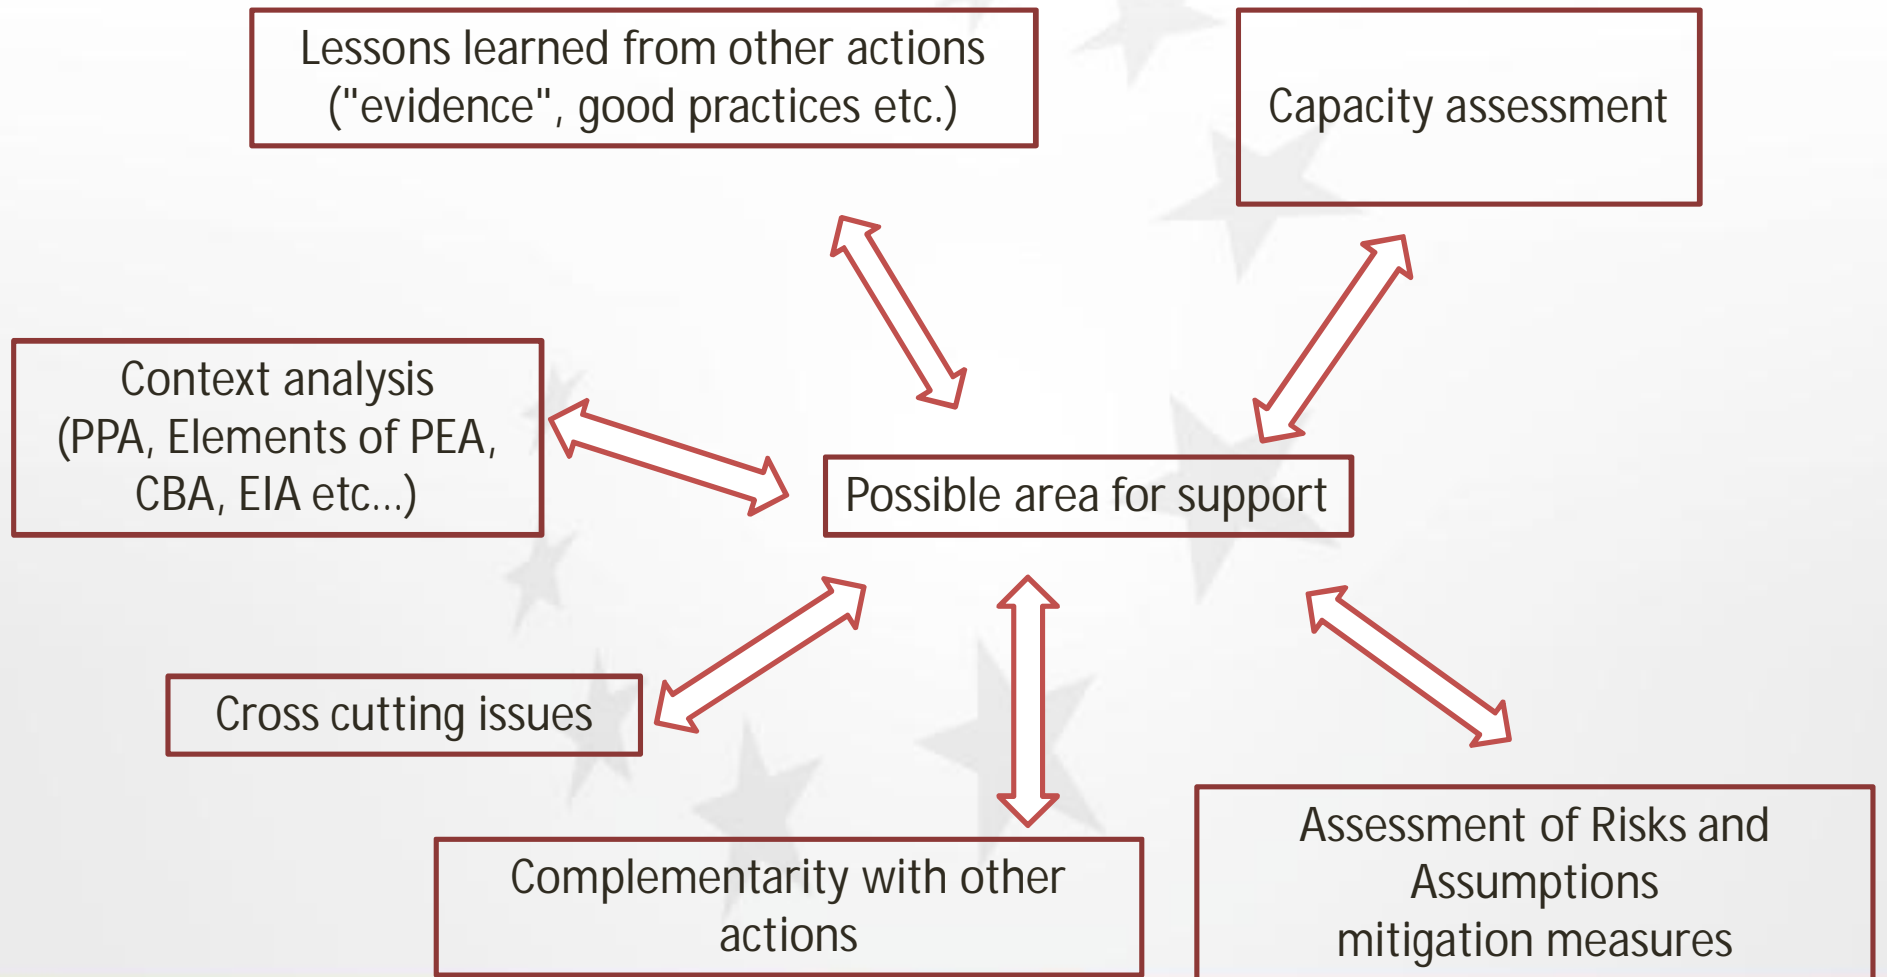 Lessons learned from other actions
("evidence", good practices etc.)
Capacity assessment
Context analysis
(PPA, Elements of PEA,
CBA, EIA etc...)
Possible area for support
Cross cutting issues
Complementarity with other
actions
Assessment of Risks and
Assumptions
mitigation measures